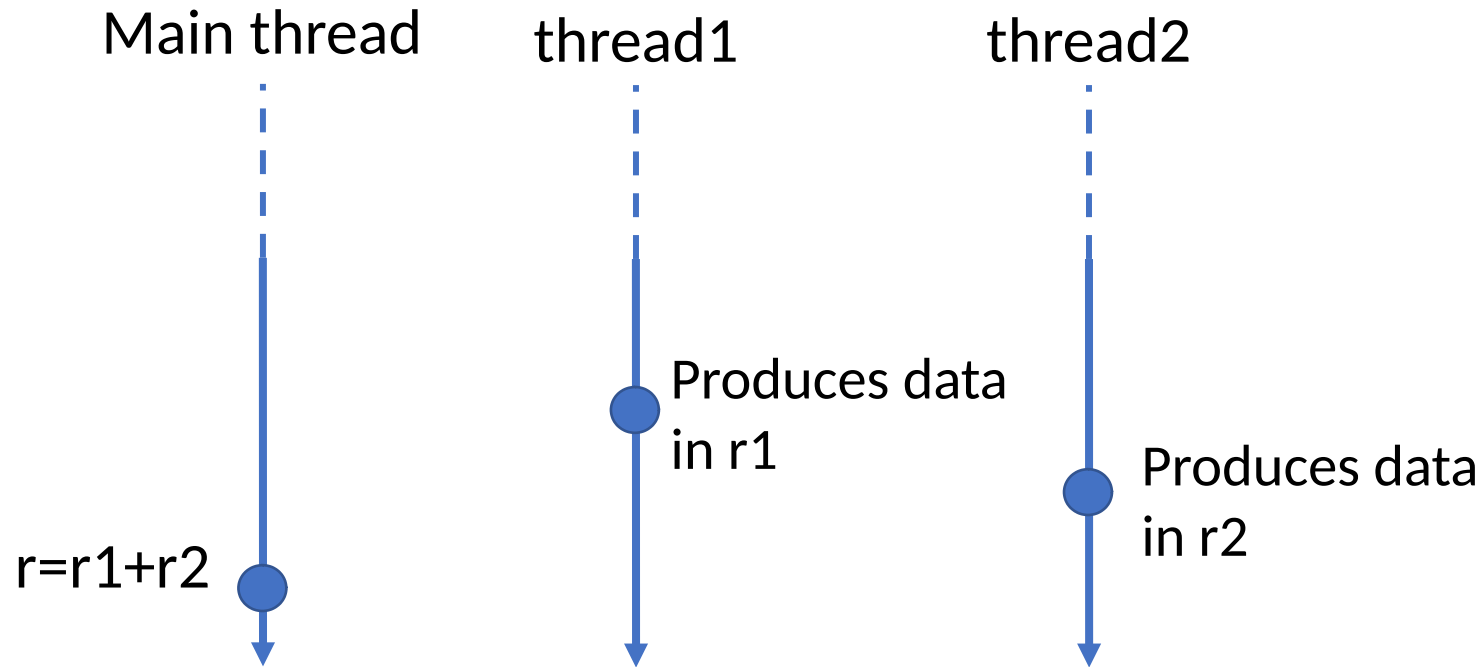 Main thread
thread1
thread2
Produces data
in r1
Produces data
in r2
r=r1+r2